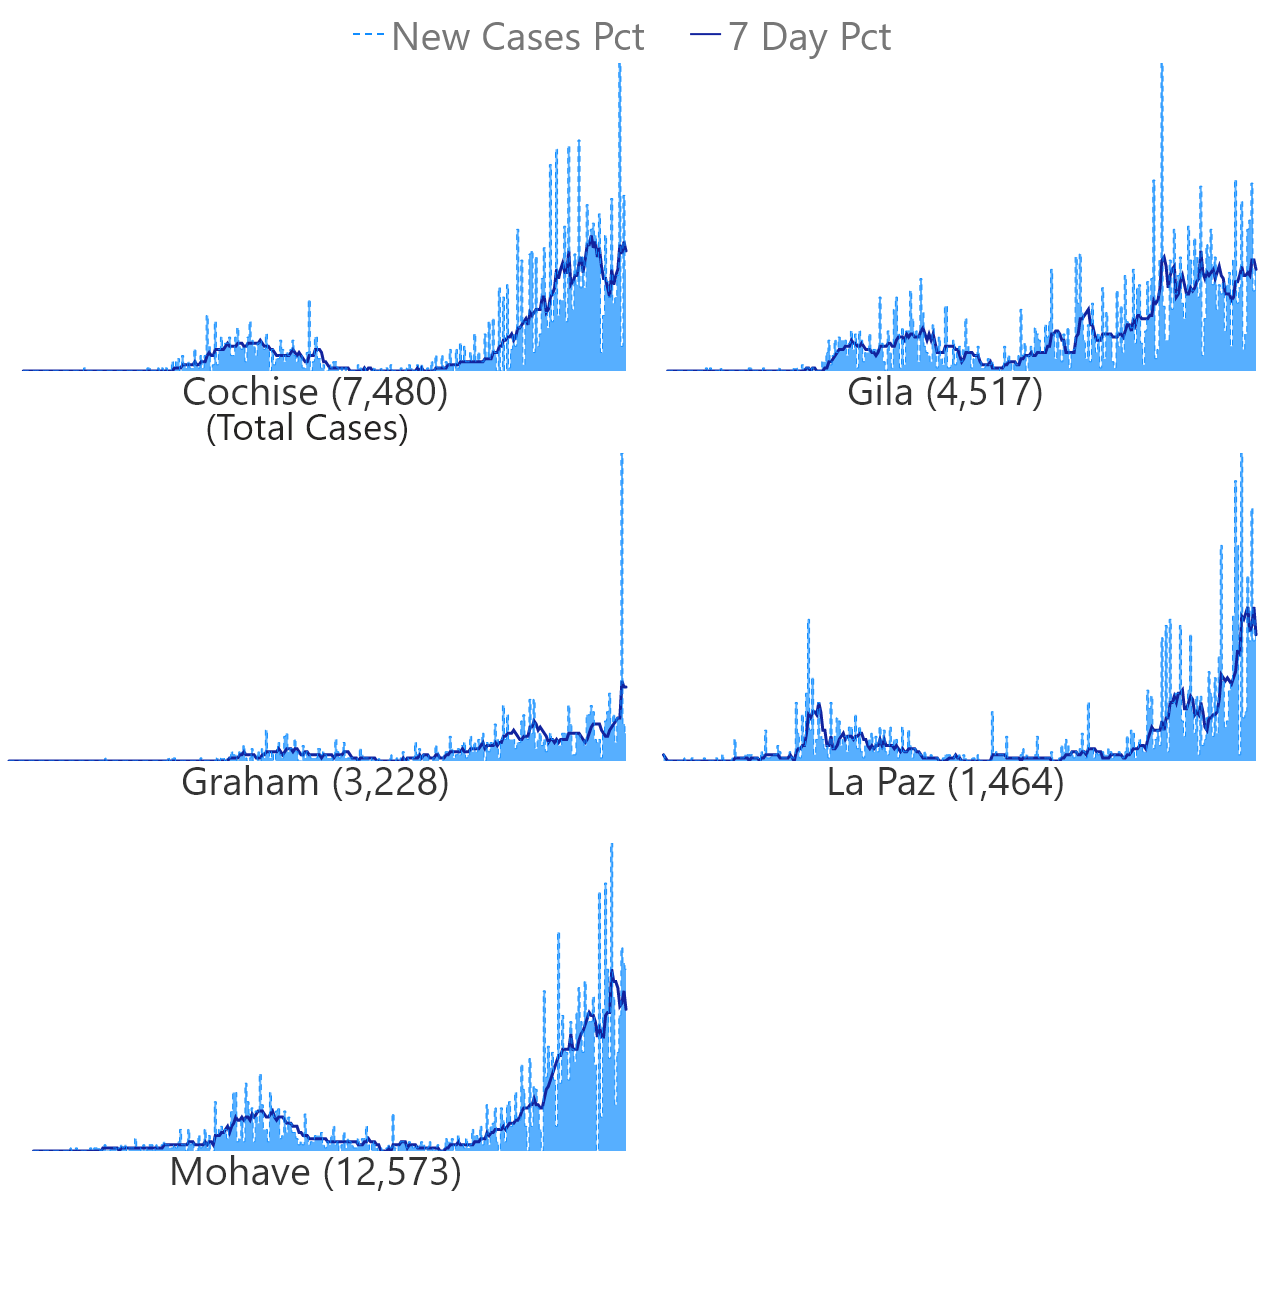 New Cases Pct 7 Day Pct
Cochise (7,480)
(Total Cases)
Gila (4,517)
Graham (3,228)
La Paz (1,464)
Mohave (12,573)